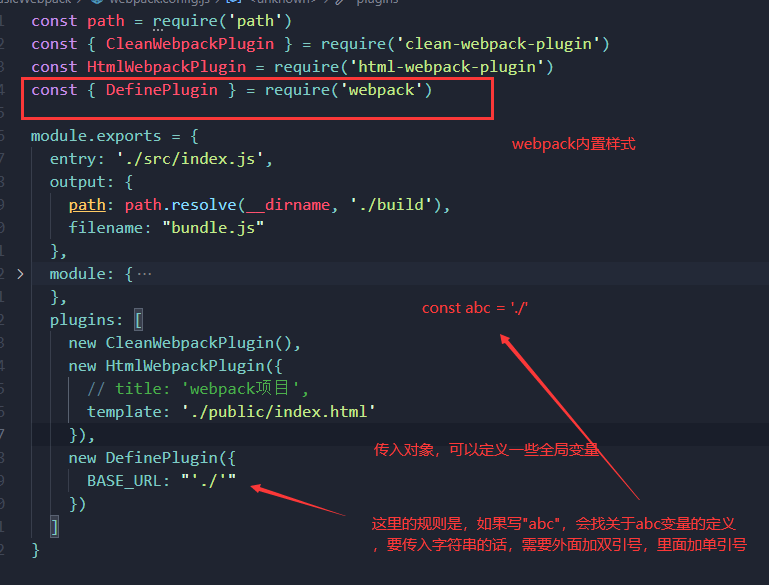 webpack.config.js > <unknown> > plugins
const path = require('path')
const { CleanWebpackPlugin } = require('clean-webpack-plugin')
const HtmlWebpackPlugin = require('html-webpack-plugin')
const { DefinePlugin } = require('webpack')
webpack内置样式
module.exports = {
entry: './src/index.js',
output: {
path: path.resolve(__dirname, './build'),
filename: "bundle.js"
},
module: {…
},
const abc = './'
plugins: [
new CleanWebpackPlugin(),
new HtmlWebpackPlugin({
// title: 'webpack项目',
template: './public/index.html'
}),
传入对象，可以定义一些全局变量
new DefinePlugin({
BASE_URL: "'./'"
})
这里的规则是，如果写"abc"，会找关于abc变量的定义
，要传入字符串的话，需要外面加双引号，里面加单引号
]
}